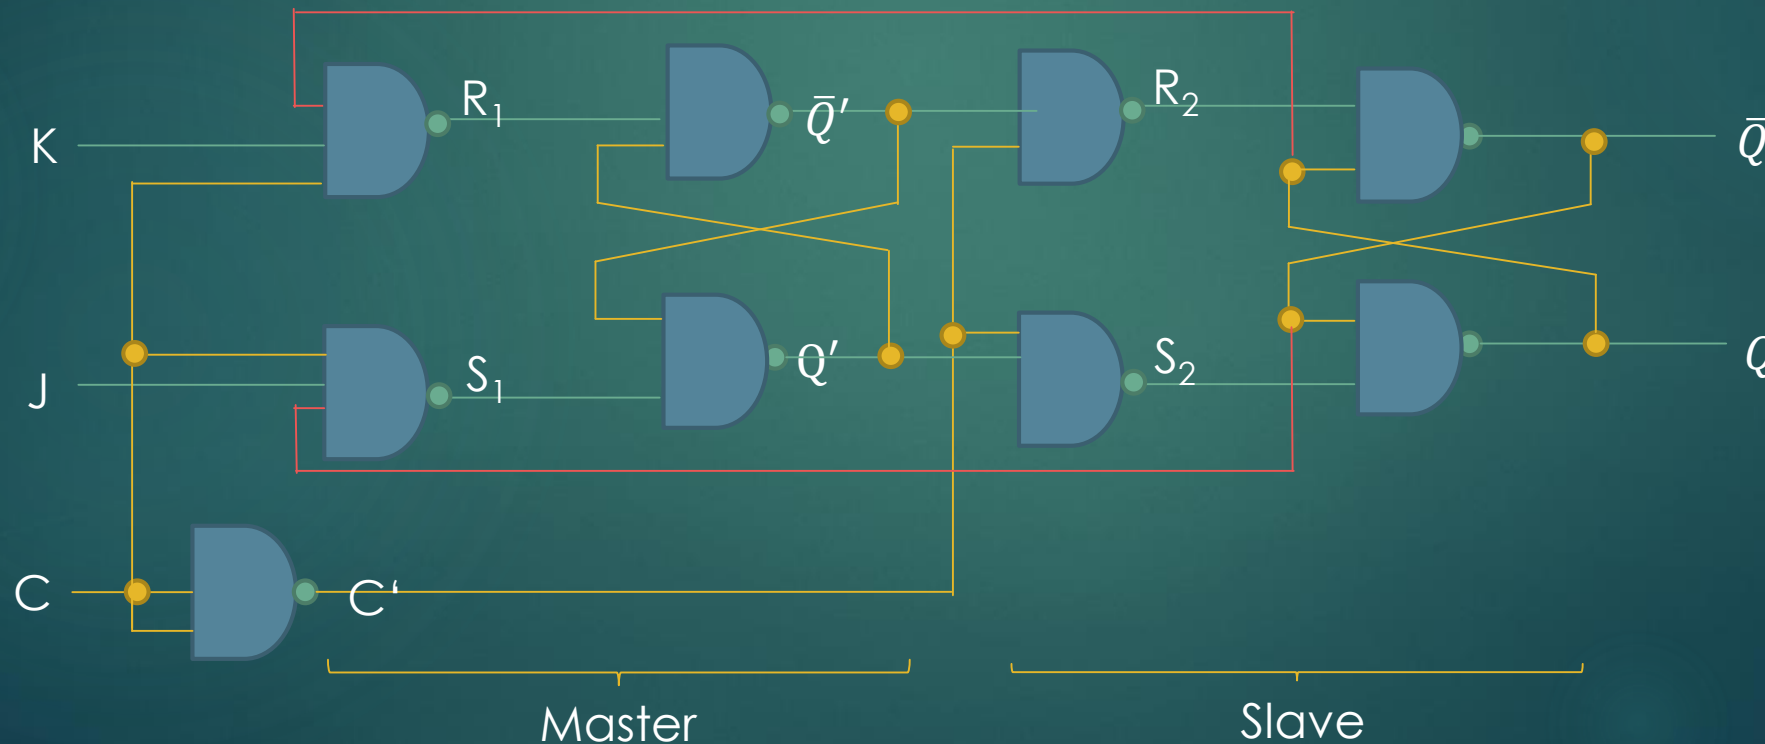 R₁
Q̅′
R₂
K
Q̅
S₁
Q′
S₂
J
Q
C
C‘
Master
Slave